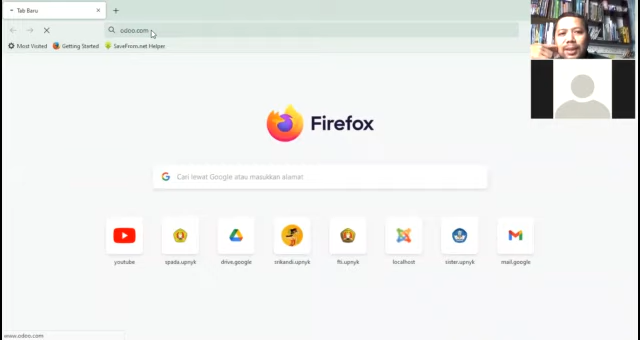 Tab Baru
odoo.com
Most Visited Getting Started SaveFrom.net Helper
Firefox
Cari lewat Google atau masukkan alamat
youtube spada.upnyk drive.google srikandi.upnyk fti.upnyk localhost sister.upnyk mail.google
www.odoo.com